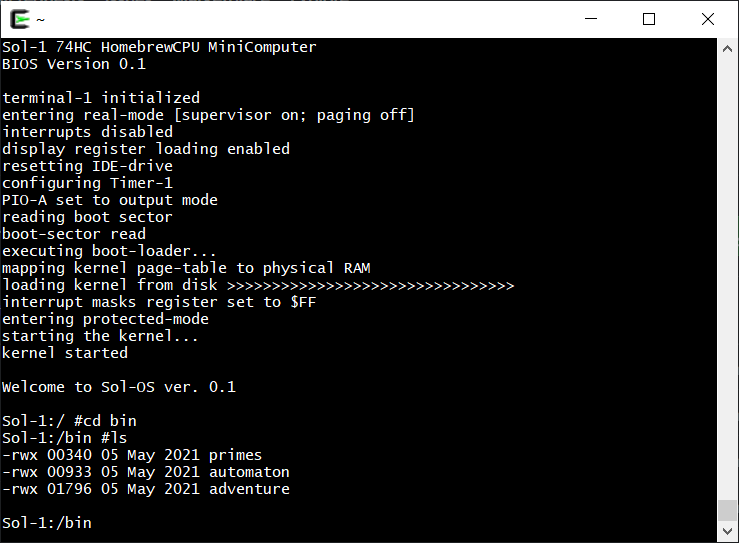 ~
Sol-1 74HC HomebrewCPU MiniComputer
BIOS Version 0.1
terminal-1 initialized
entering real-mode [supervisor on; paging off]
interrupts disabled
display register loading enabled
resetting IDE-drive
configuring Timer-1
PIO-A set to output mode
reading boot sector
boot-sector read
executing boot-loader...
mapping kernel page-table to physical RAM
loading kernel from disk >>>>>>>>>>>>>>>>>>>>>>>>>>>>>>>>
interrupt masks register set to $FF
entering protected-mode
starting the kernel...
kernel started
Welcome to Sol-OS ver. 0.1
Sol-1:/ #cd bin
Sol-1:/bin #ls
-rwx 00340 05 May 2021 primes
-rwx 00933 05 May 2021 automaton
-rwx 01796 05 May 2021 adventure
Sol-1:/bin